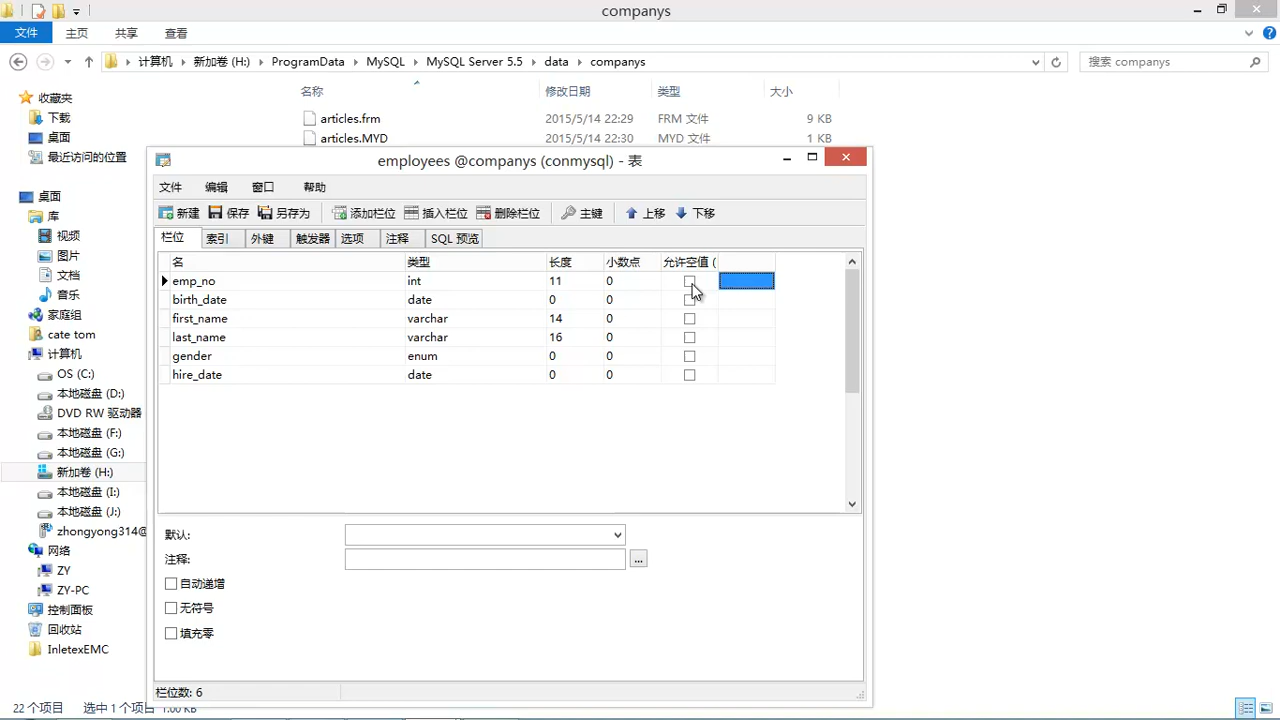 companys
文件 主页 共享 查看
计算机 新加卷 (H:) ProgramData MySQL MySQL Server 5.5 data companys 搜索 companys
名称 修改日期 类型 大小
articles.frm 2015/5/14 22:29 FRM 文件 9 KB
articles.MYD 2015/5/14 22:30 MYD 文件 1 KB
收藏夹
下载
桌面
最近访问的位置
桌面
库
视频
图片
文档
音乐
家庭组
cate tom
计算机
OS (C:)
本地磁盘 (D:)
DVD RW 驱动器
本地磁盘 (F:)
本地磁盘 (G:)
新加卷 (H:)
本地磁盘 (I:)
本地磁盘 (J:)
zhongyong314@
网络
ZY
ZY-PC
控制面板
回收站
InletexEMC
employees @companys (conmysql) - 表
文件 编辑 窗口 帮助
新建 保存 另存为 添加栏位 插入栏位 删除栏位 主键 上移 下移
栏位 索引 外键 触发器 选项 注释 SQL 预览
名 类型 长度 小数点 允许空值 (
emp_no int 11 0
birth_date date 0 0
first_name varchar 14 0
last_name varchar 16 0
gender enum 0 0
hire_date date 0 0
默认:
注释: ...
自动递增
无符号
填充零
栏位数: 6
22 个项目 选中 1 个项目 1.00 KB